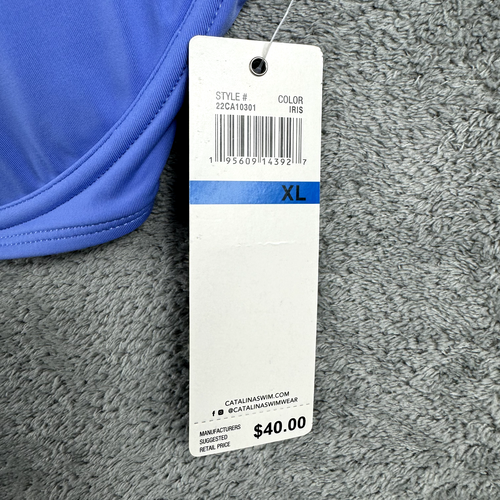 STYLE # COLOR
22CA10301 IRIS
1 95609 14392 7
XL
CATALINASWIM.COM
@CATALINASWIMWEAR
MANUFACTURERS
SUGGESTED
RETAIL PRICE
$40.00